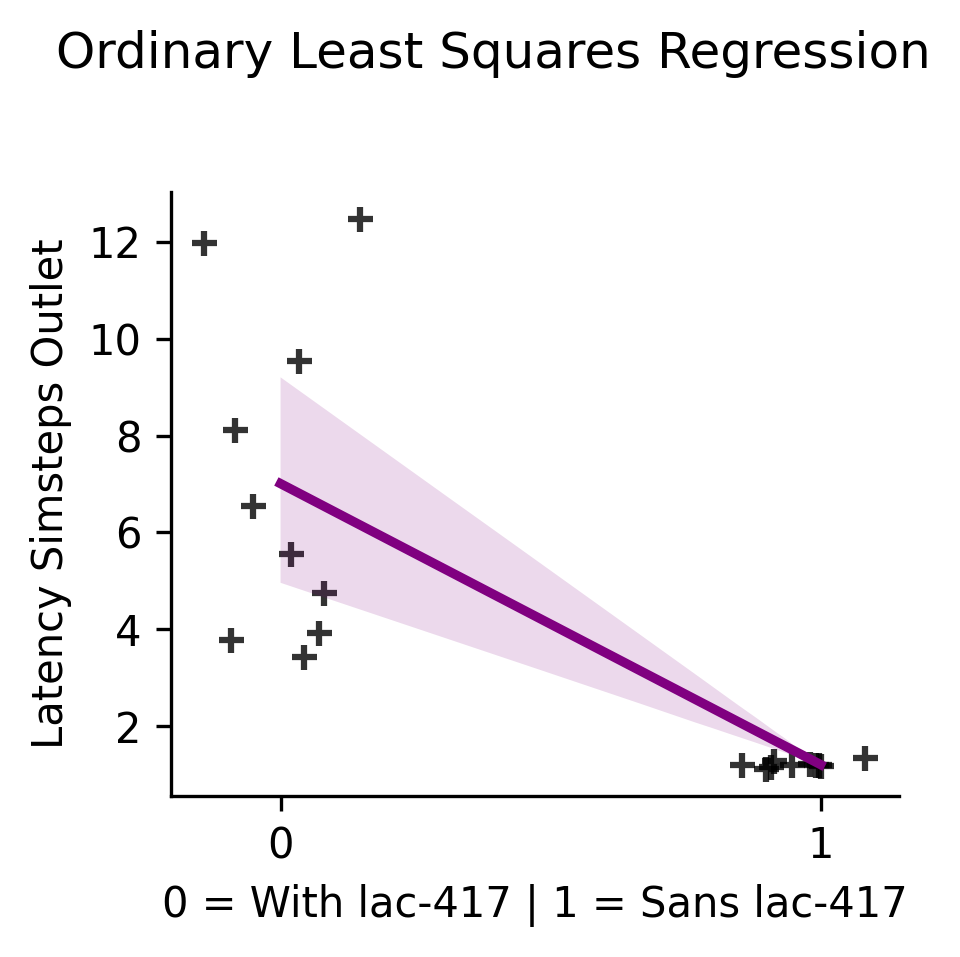 Ordinary Least Squares Regression
Latency Simsteps Outlet
12
10
8
6
4
2
0
1
0 = With lac-417 | 1 = Sans lac-417